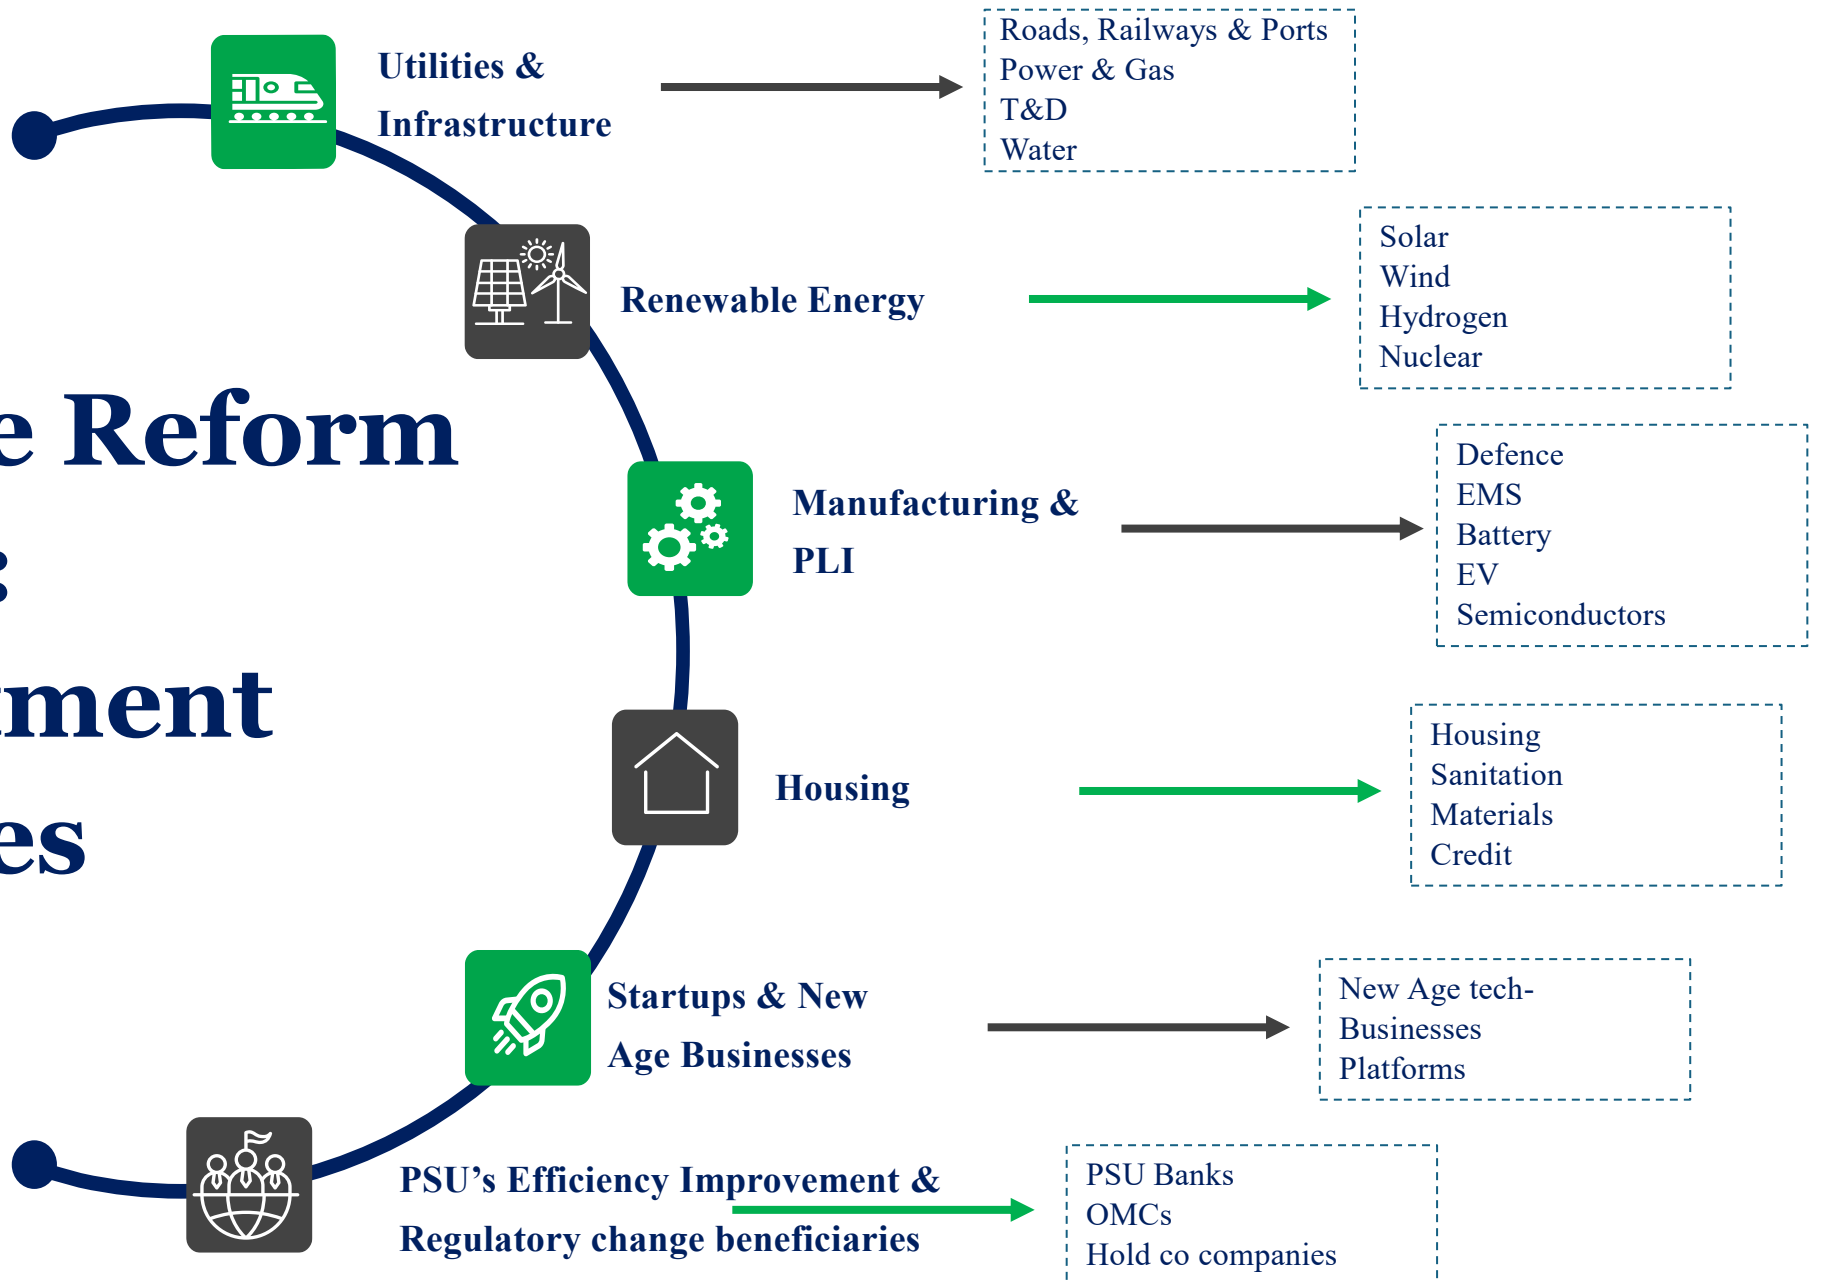 Utilities &
Infrastructure
Roads, Railways & Ports
Power & Gas
T&D
Water
Renewable Energy
Solar
Wind
Hydrogen
Nuclear
e Reform
:
Manufacturing &
PLI
Defence
EMS
Battery
EV
Semiconductors
tment
es
Housing
Housing
Sanitation
Materials
Credit
Startups & New
Age Businesses
New Age tech-
Businesses
Platforms
PSU’s Efficiency Improvement &
Regulatory change beneficiaries
PSU Banks
OMCs
Hold co companies